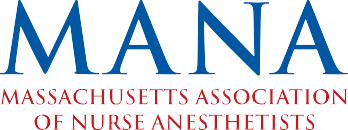 MANA
MASSACHUSETTS ASSOCIATION
OF NURSE ANESTHETISTS